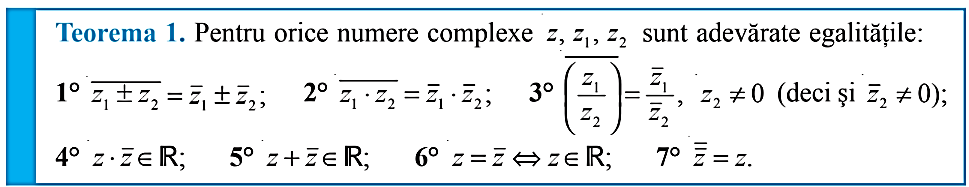 Teorema 1. Pentru orice numere complexe z, z₁, z₂ sunt adevărate egalitățile:
1° $\overline{z_1 \pm z_2} = \bar{z}_1 \pm \bar{z}_2$; 2° $\overline{z_1 \cdot z_2} = \bar{z}_1 \cdot \bar{z}_2$; 3° $\overline{\left(\frac{z_1}{z_2}\right)} = \frac{\bar{z}_1}{\bar{z}_2}$, $z_2 \neq 0$ (deci şi $\bar{z}_2 \neq 0$);
4° $z \cdot \bar{z} \in \mathbb{R}$; 5° $z + \bar{z} \in \mathbb{R}$; 6° $z = \bar{z} \Leftrightarrow z \in \mathbb{R}$; 7° $\bar{\bar{z}} = z$.